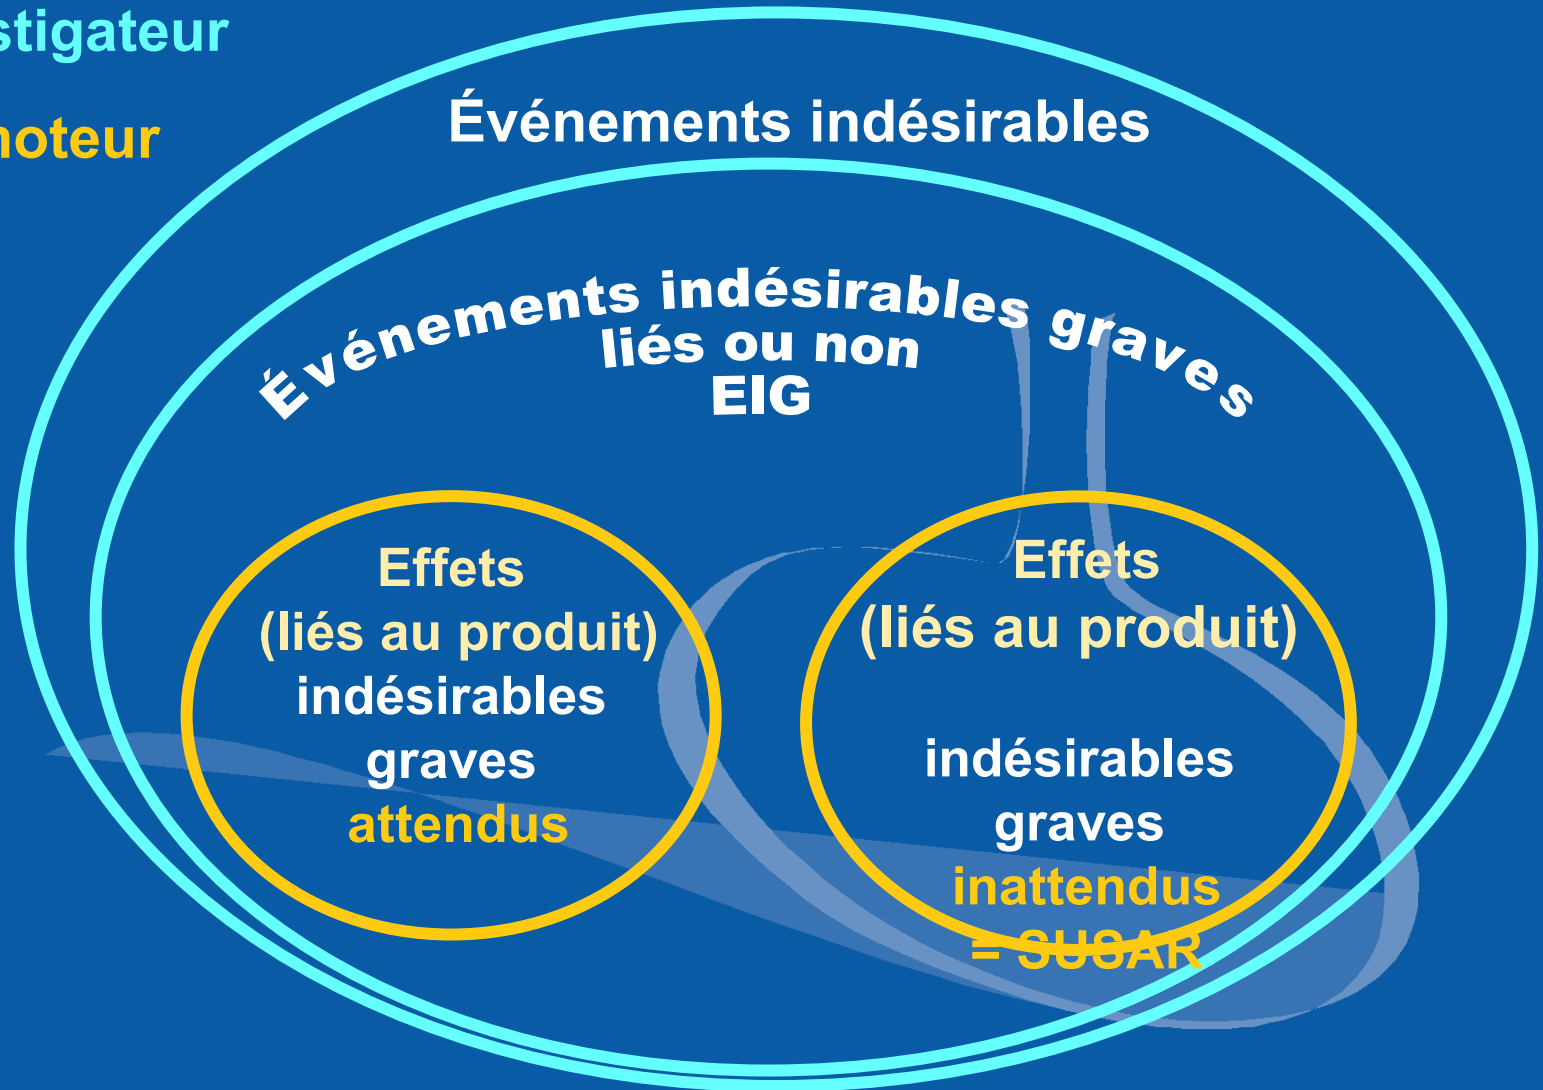 stigateur
moteur
Événements indésirables
Événements indésirables graves
liés ou non
EIG
Effets
(liés au produit)
indésirables
graves
attendus
Effets
(liés au produit)
indésirables
graves
inattendus
= SUSAR